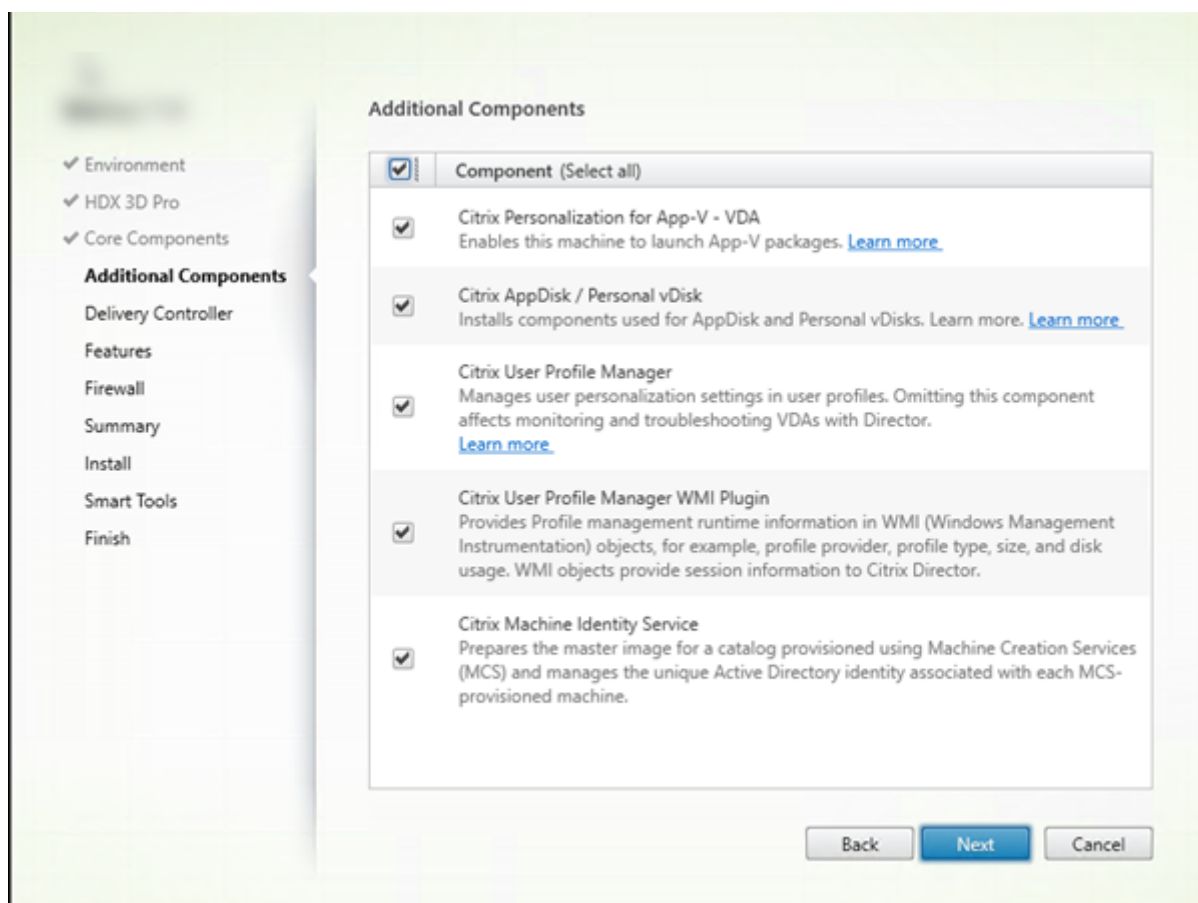 Environment
HDX 3D Pro
Core Components
Additional Components
Delivery Controller
Features
Firewall
Summary
Install
Smart Tools
Finish
Additional Components
Component (Select all)
Citrix Personalization for App-V - VDA
Enables this machine to launch App-V packages. Learn more
Citrix AppDisk / Personal vDisk
Installs components used for AppDisk and Personal vDisks. Learn more. Learn more
Citrix User Profile Manager
Manages user personalization settings in user profiles. Omitting this component
affects monitoring and troubleshooting VDAs with Director.
Learn more
Citrix User Profile Manager WMI Plugin
Provides Profile management runtime information in WMI (Windows Management
Instrumentation) objects, for example, profile provider, profile type, size, and disk
usage. WMI objects provide session information to Citrix Director.
Citrix Machine Identity Service
Prepares the master image for a catalog provisioned using Machine Creation Services
(MCS) and manages the unique Active Directory identity associated with each MCS-
provisioned machine.
Back
Next
Cancel